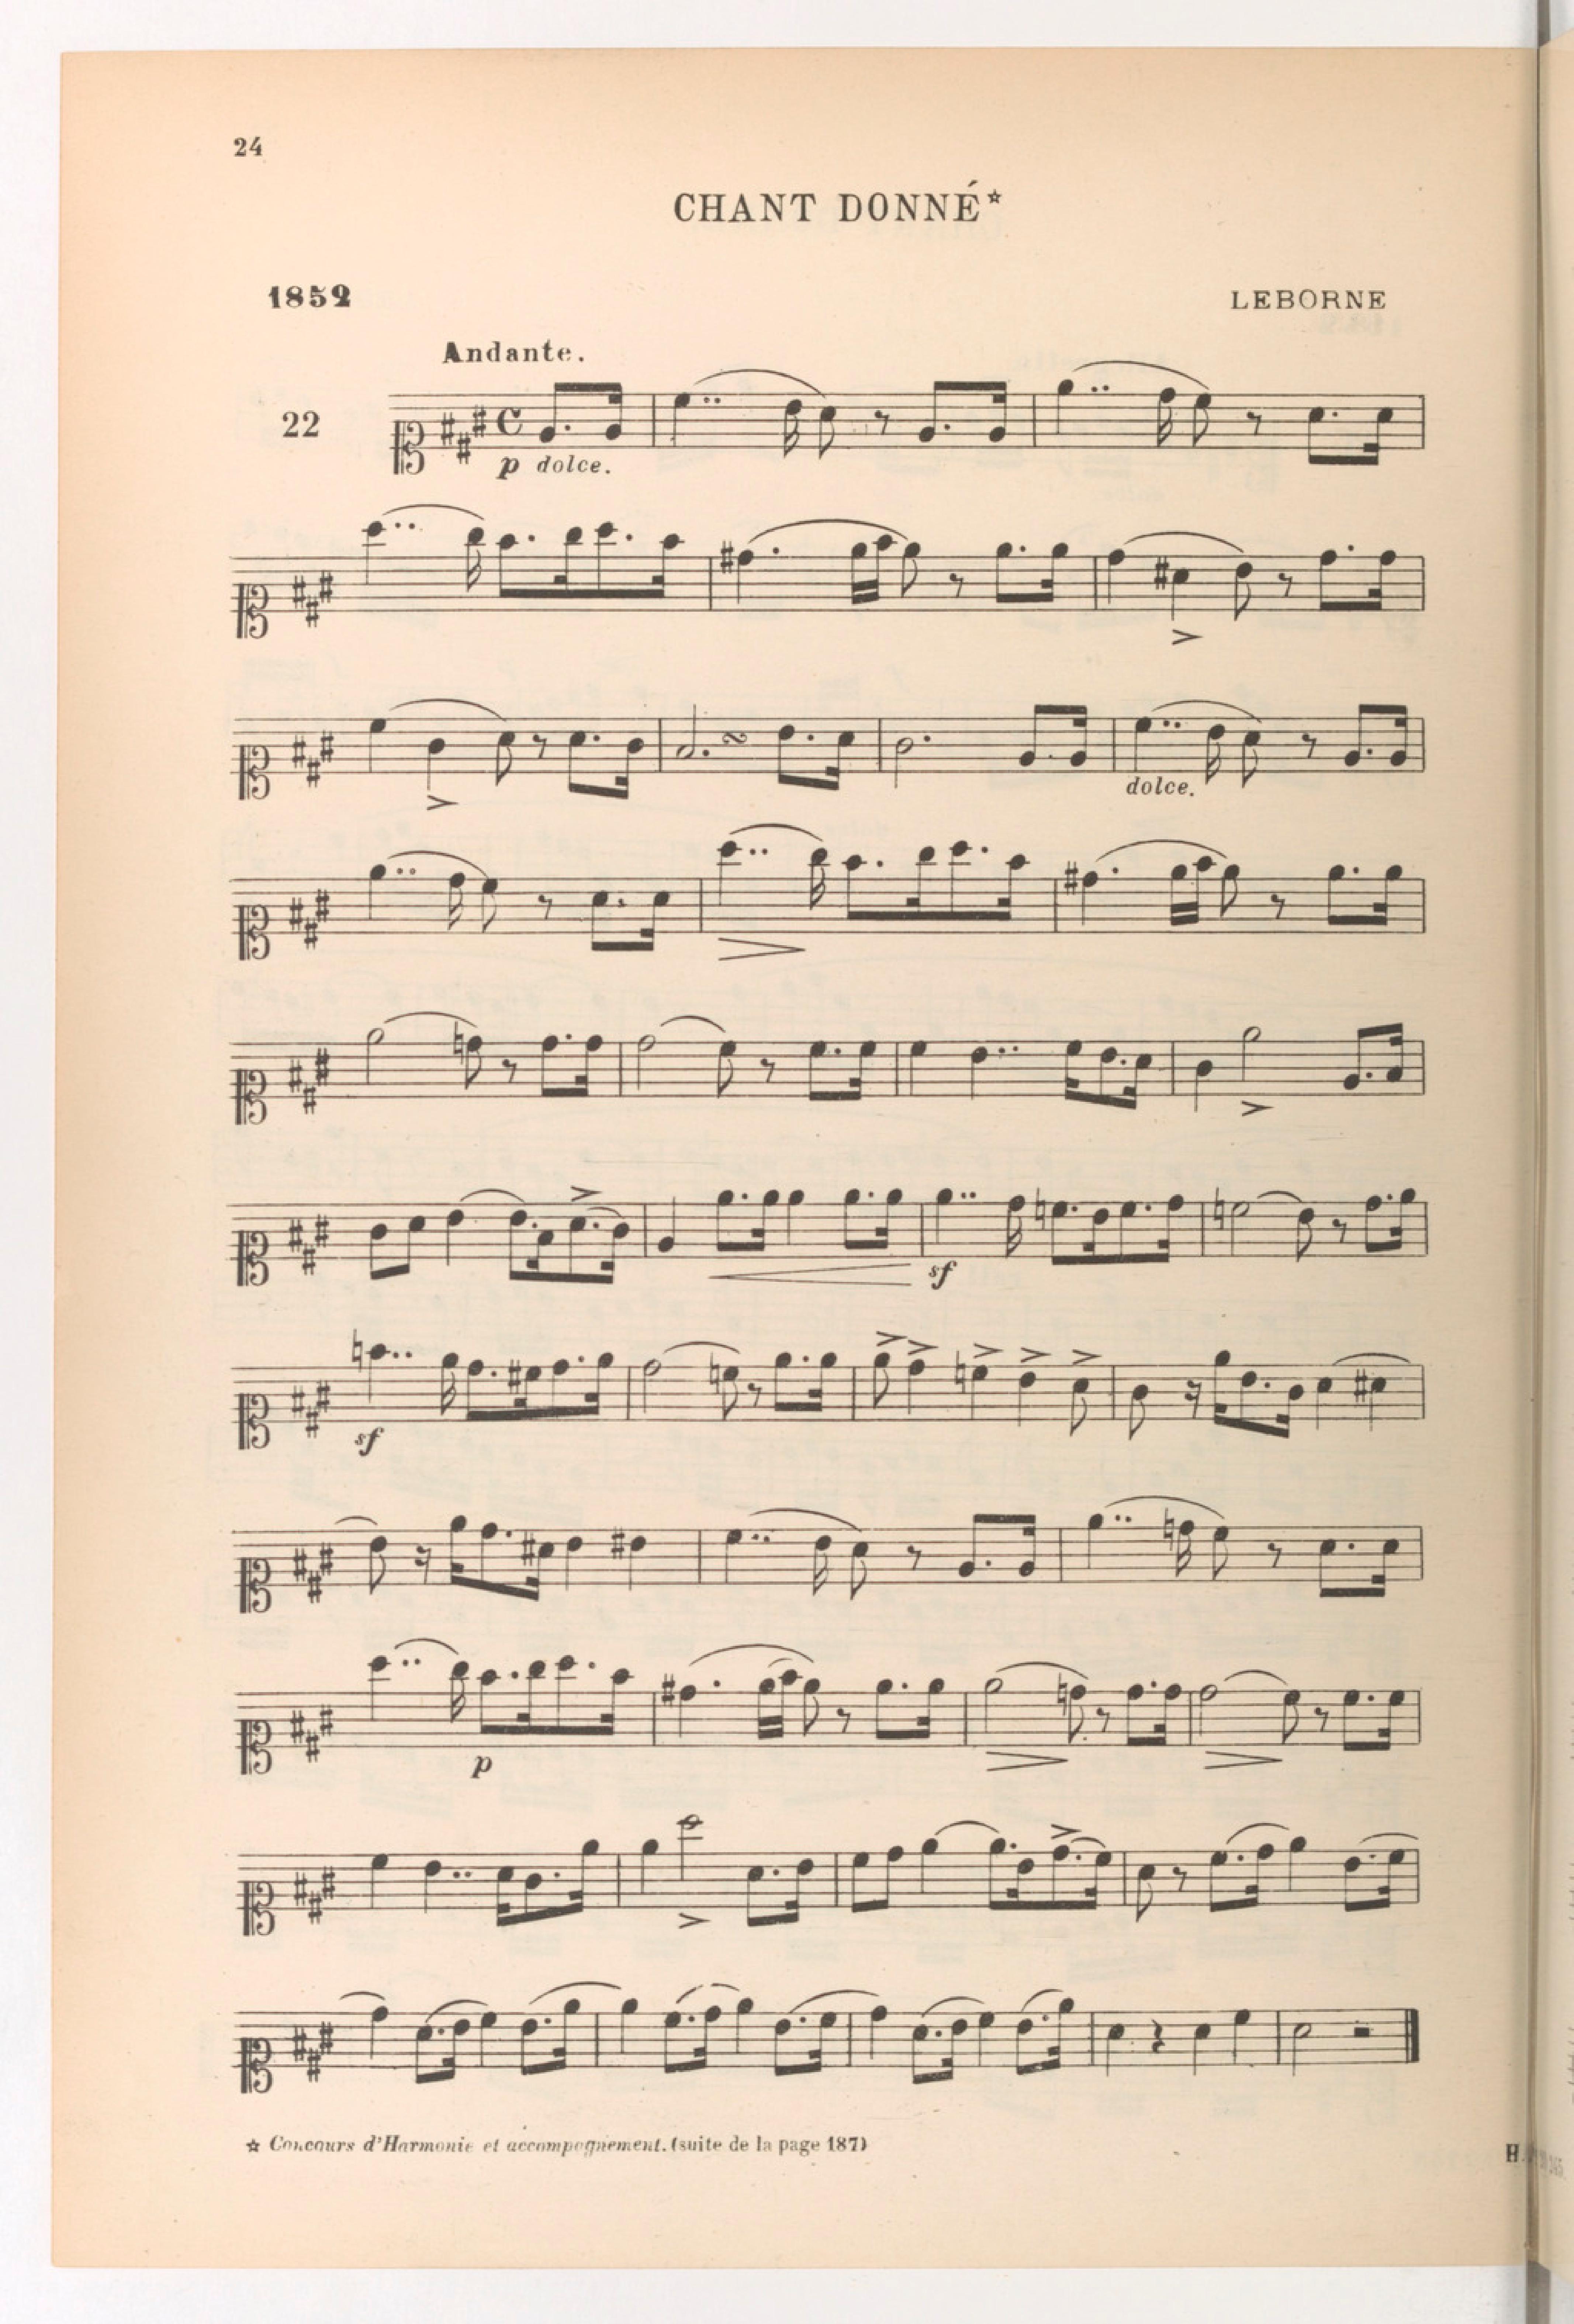 24
CHANT DONNÉ*
1852
LEBORNE
Andante.
22
p dolce.
dolce.
sf
sf
p
* Concours d'Harmonie et accompagnement. (suite de la page 187)
H.